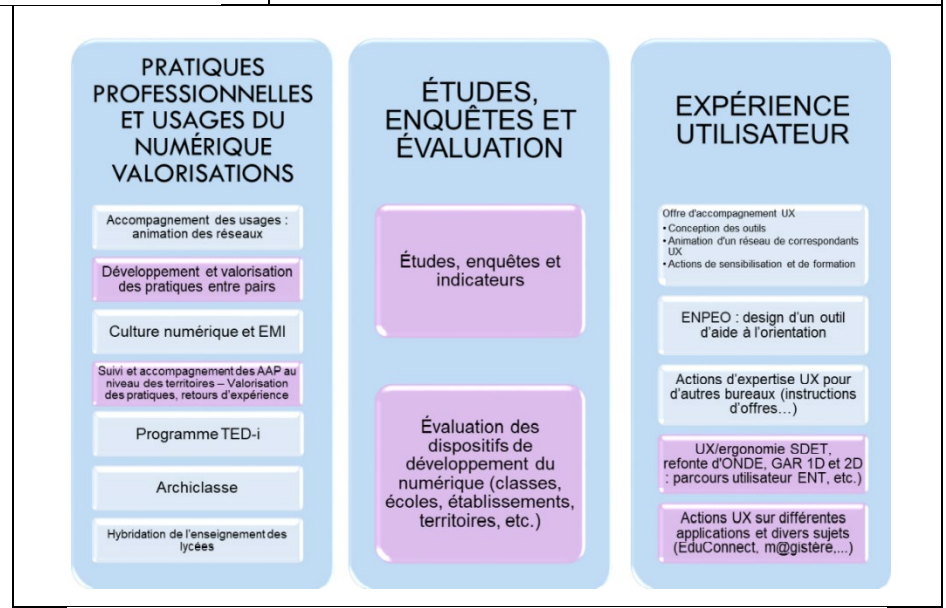 PRATIQUES
PROFESSIONNELLES
ET USAGES DU
NUMÉRIQUE
VALORISATIONS
Accompagnement des usages :
animation des réseaux
Développement et valorisation
des pratiques entre pairs
Culture numérique et EMI
Suivi et accompagnement des AAP au
niveau des territoires – Valorisation
des pratiques, retours d'expérience
Programme TED-i
Archiclasse
Hybridation de l'enseignement des
lycées
ÉTUDES,
ENQUÊTES ET
ÉVALUATION
Études, enquêtes et
indicateurs
Évaluation des
dispositifs de
développement du
numérique (classes,
écoles, établissements,
territoires, etc.)
EXPÉRIENCE
UTILISATEUR
Offre d'accompagnement UX
• Conception des outils
• Animation d'un réseau de correspondants
UX
• Actions de sensibilisation et de formation
ENPEO : design d'un outil
d'aide à l'orientation
Actions d'expertise UX pour
d'autres bureaux (instructions
d'offres…)
UX/ergonomie SDET,
refonte d'ONDE, GAR 1D et 2D
: parcours utilisateur ENT, etc.)
Actions UX sur différentes
applications et divers sujets
(EduConnect, m@gistère,...)